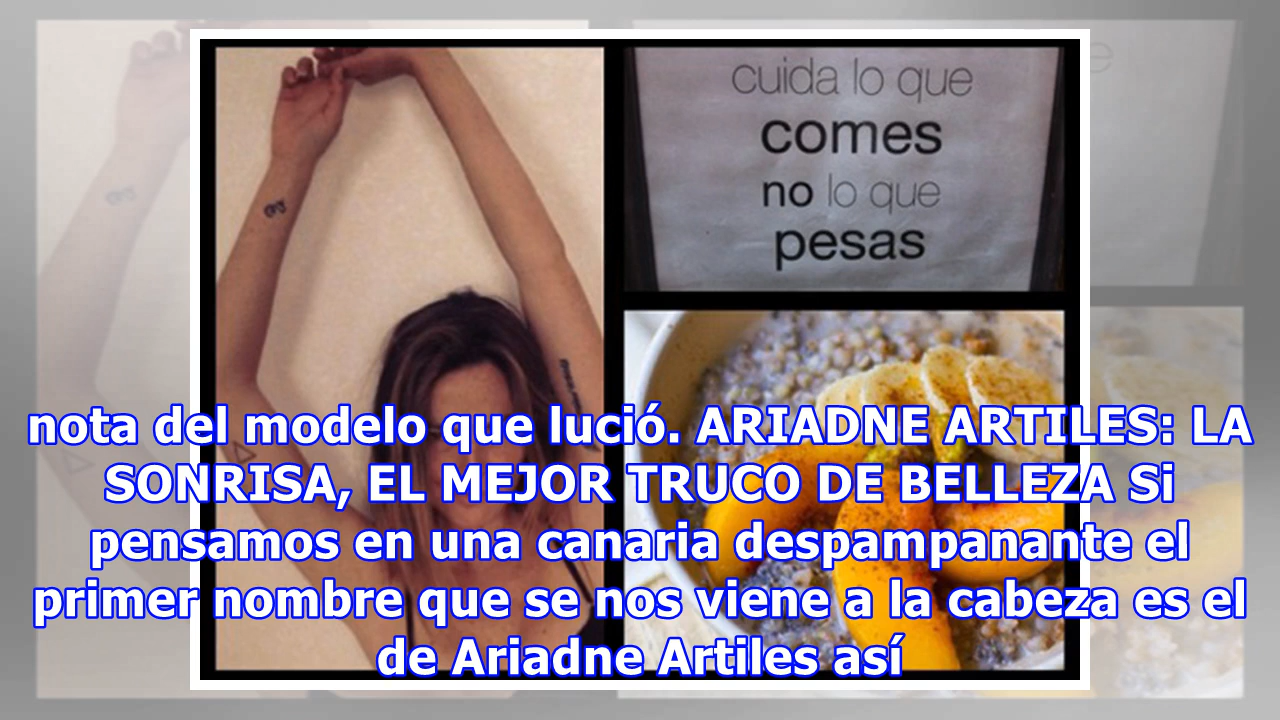 cuida lo que
comes
no lo que
pesas
nota del modelo que lució. ARIADNE ARTILES: LA
SONRISA, EL MEJOR TRUCO DE BELLEZA Si
pensamos en una canaria despampanante el
primer nombre que se nos viene a la cabeza es el
de Ariadne Artiles así